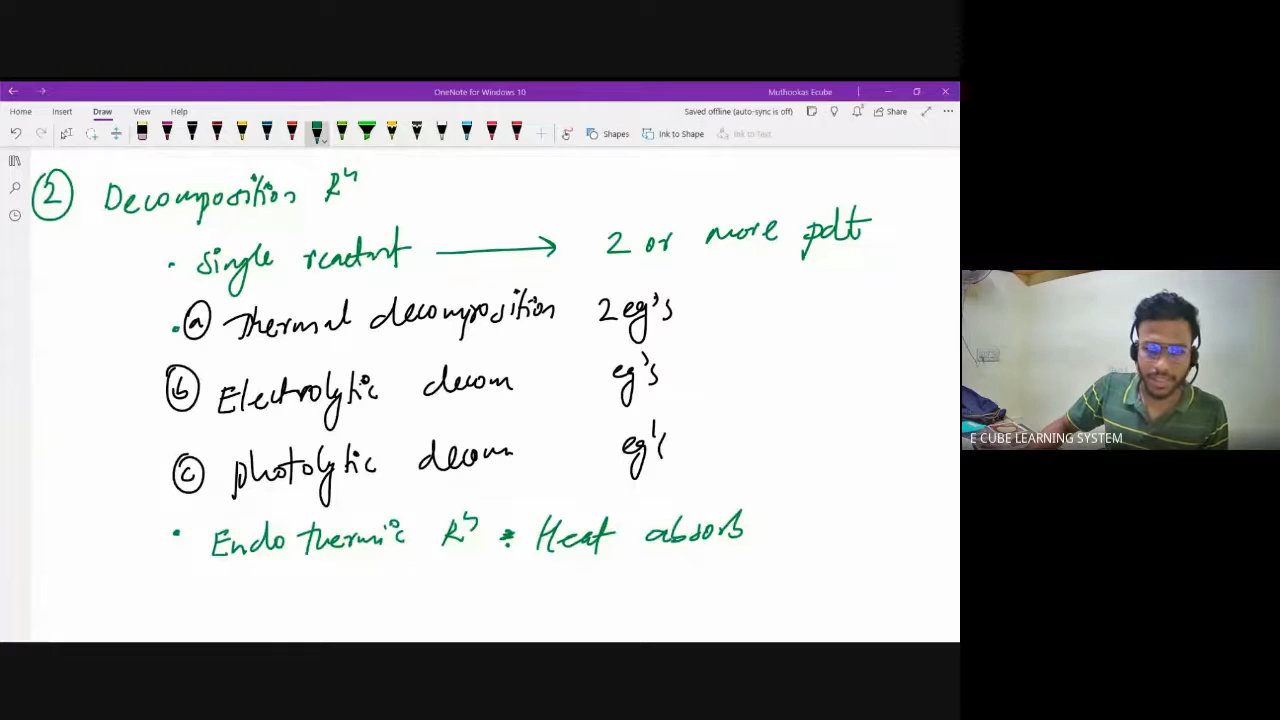 OneNote for Windows 10
Muthookas Ecube
Home Insert Draw View Help
Saved offline (auto-sync is off)
Share
Shapes
Ink to Shape
Ink to Text
2 Decomposition Rn
· Single reactant → 2 or more pdt
· a Thermal decomposition 2 eg's
b Electrolytic decom eg's
c photolytic decom eg's
· Endothermic Rn : Heat absorb
E CUBE LEARNING SYSTEM